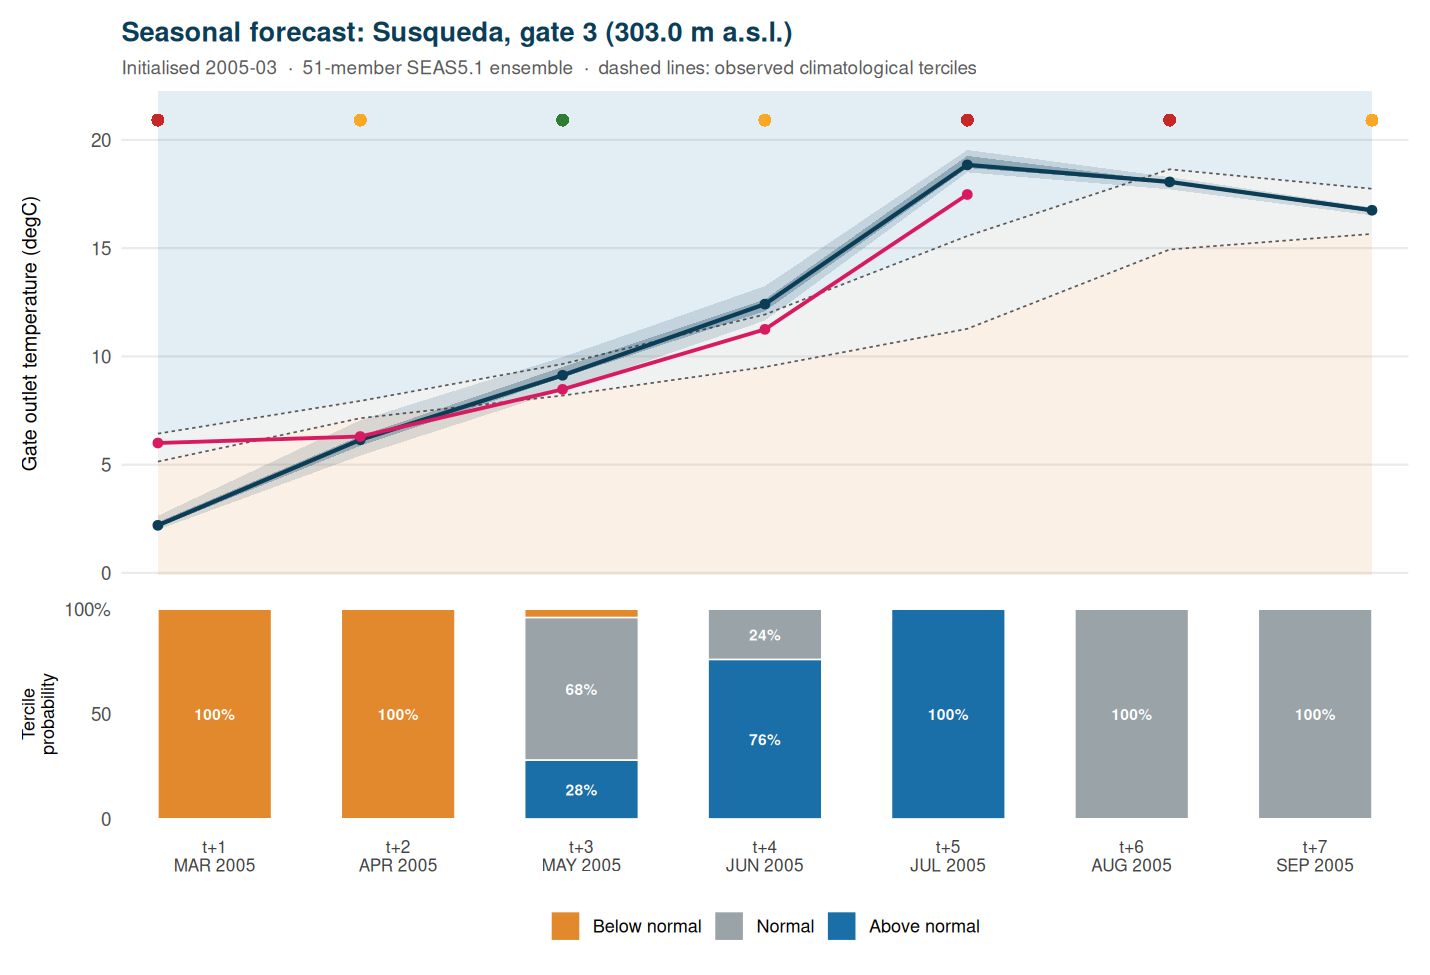 Seasonal forecast: Susqueda, gate 3 (303.0 m a.s.l.)
Initialised 2005-03 · 51-member SEAS5.1 ensemble · dashed lines: observed climatological terciles
Gate outlet temperature (degC)
20
15
10
5
0
Tercile
probability
100%
50
0
100%
100%
68%
28%
24%
76%
100%
100%
100%
t+1
MAR 2005
t+2
APR 2005
t+3
MAY 2005
t+4
JUN 2005
t+5
JUL 2005
t+6
AUG 2005
t+7
SEP 2005
Below normal
Normal
Above normal